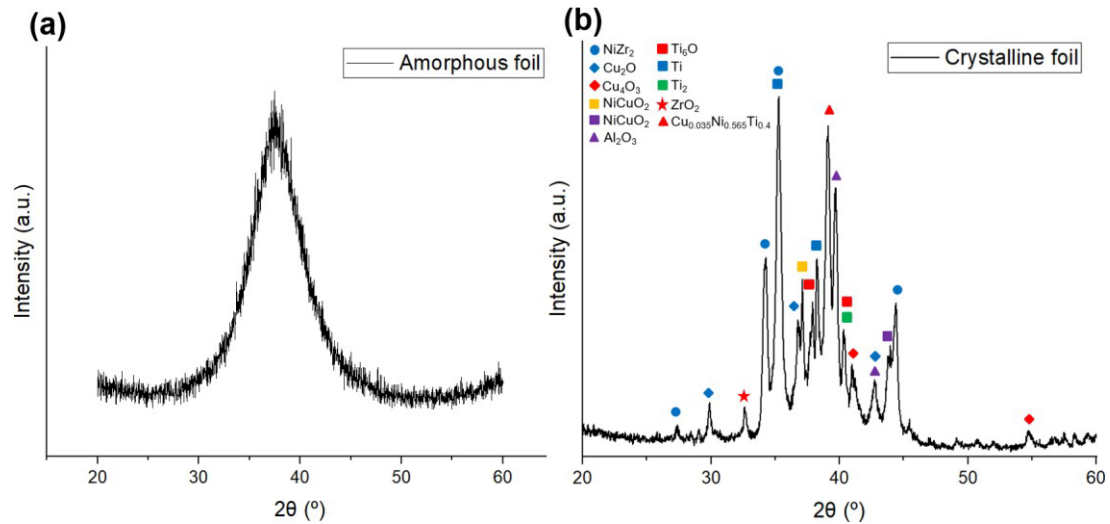 (a)
Amorphous foil
Intensity (a.u.)
20 30 40 50 60
2θ (º)
(b)
NiZr₂
Cu₂O
Cu₄O₃
NiCuO₂
NiCuO₂
Al₂O₃
Ti₆O
Ti
Ti₂
ZrO₂
Cu₀.₀₃₅Ni₀.₅₆₅Ti₀.₄
Crystalline foil
Intensity (a.u.)
20 30 40 50 60
2θ (º)